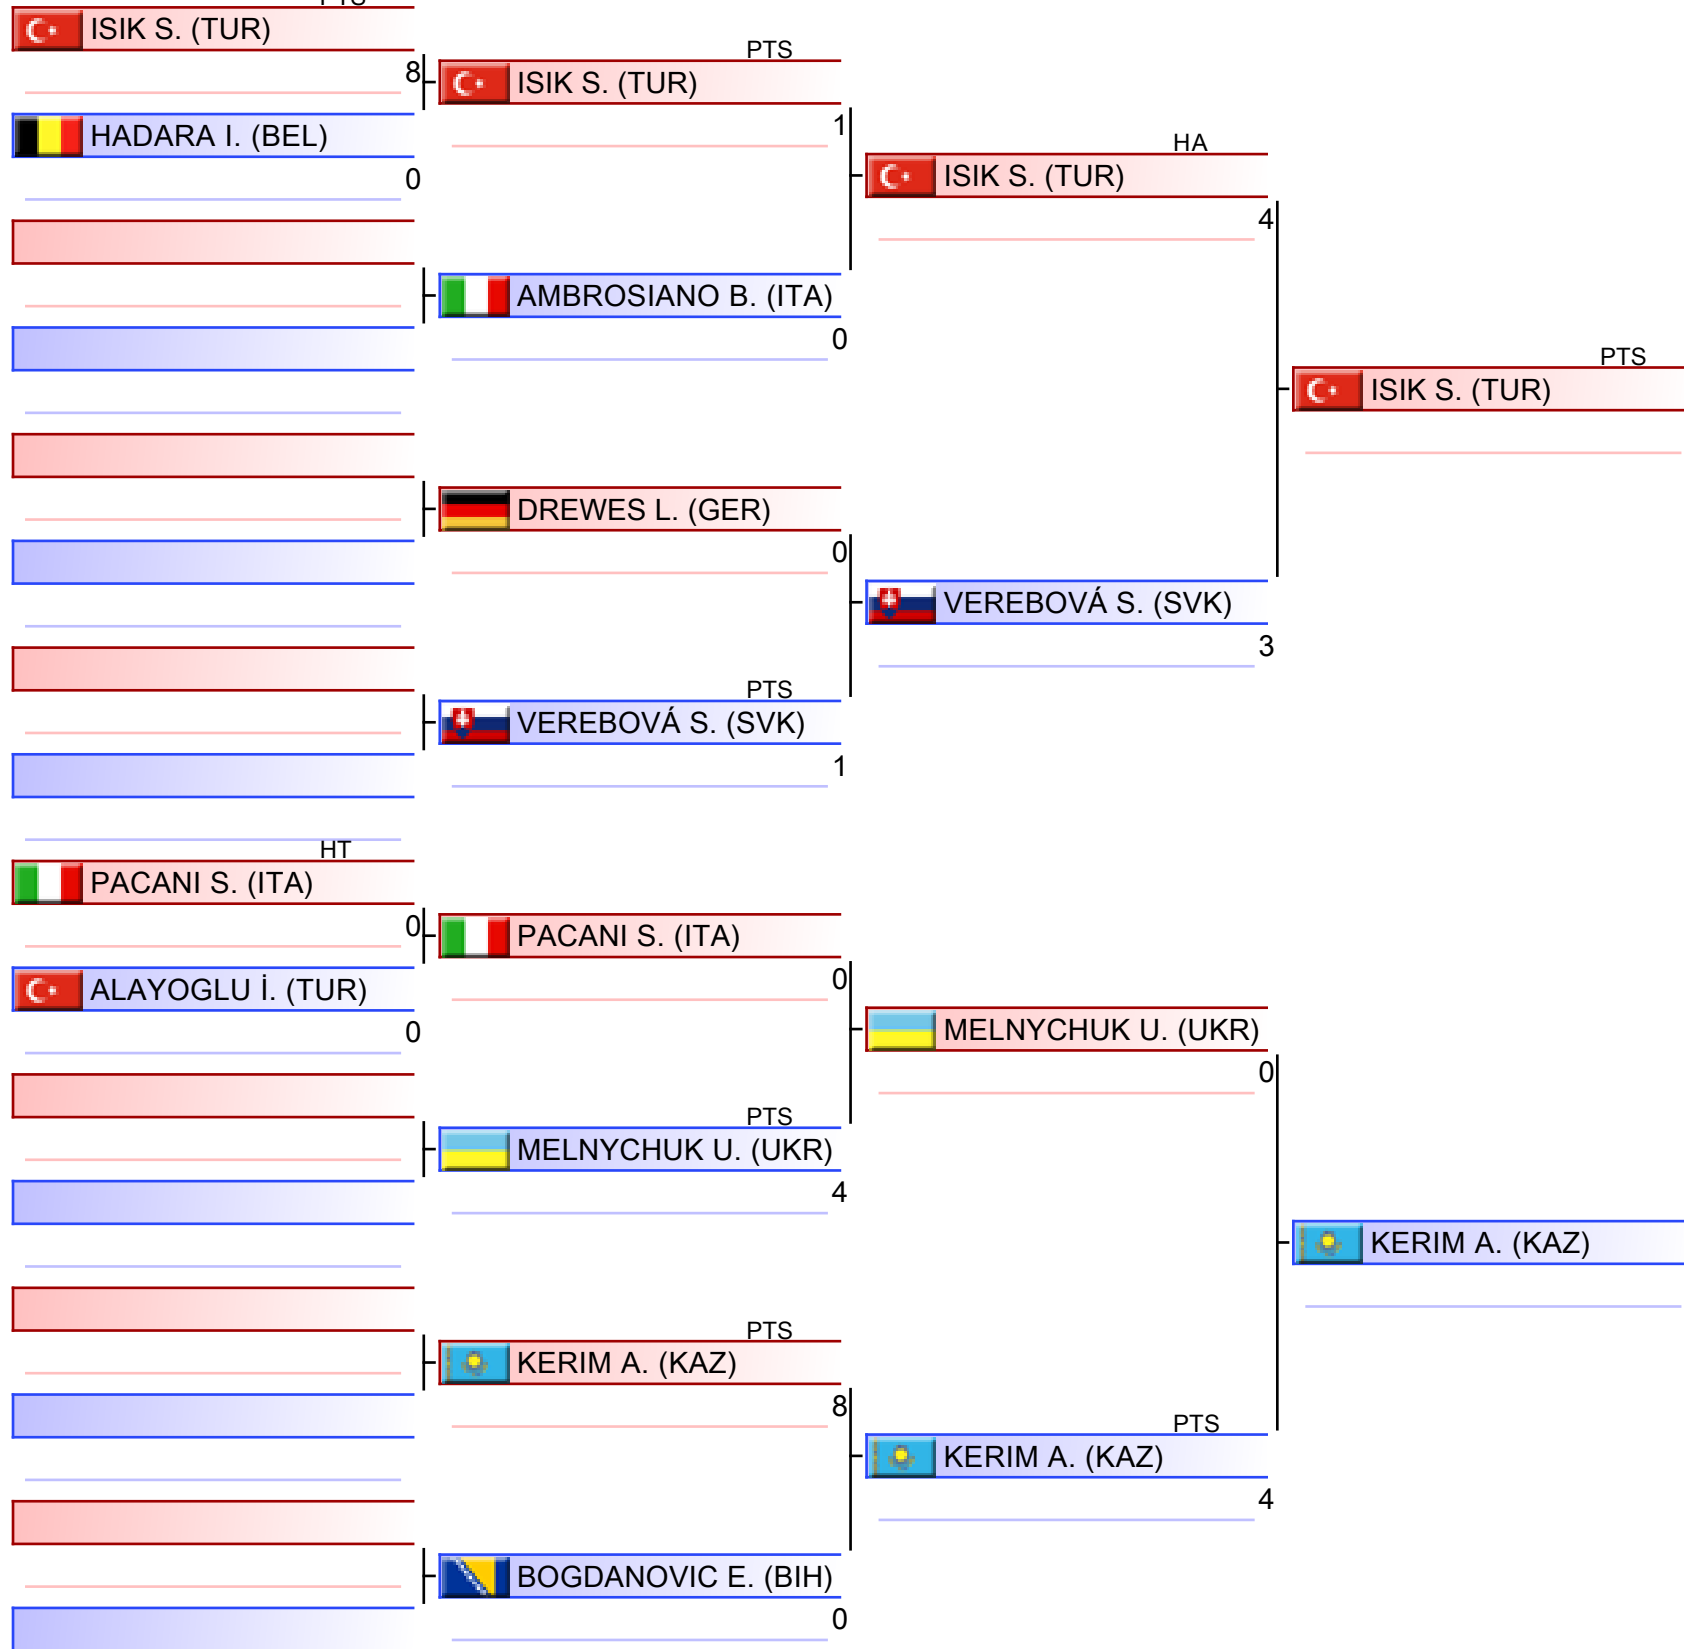 PTS
ISIK S. (TUR)
8
HADARA I. (BEL)
0
PTS
ISIK S. (TUR)
1
AMBROSIANO B. (ITA)
0
HA
ISIK S. (TUR)
4
DREWES L. (GER)
0
PTS
VEREBOVÁ S. (SVK)
1
VEREBOVÁ S. (SVK)
3
PTS
ISIK S. (TUR)
HT
PACANI S. (ITA)
0
ALAYOGLU İ. (TUR)
0
PACANI S. (ITA)
0
PTS
MELNYCHUK U. (UKR)
4
MELNYCHUK U. (UKR)
0
PTS
KERIM A. (KAZ)
8
BOGDANOVIC E. (BIH)
0
PTS
KERIM A. (KAZ)
4
KERIM A. (KAZ)